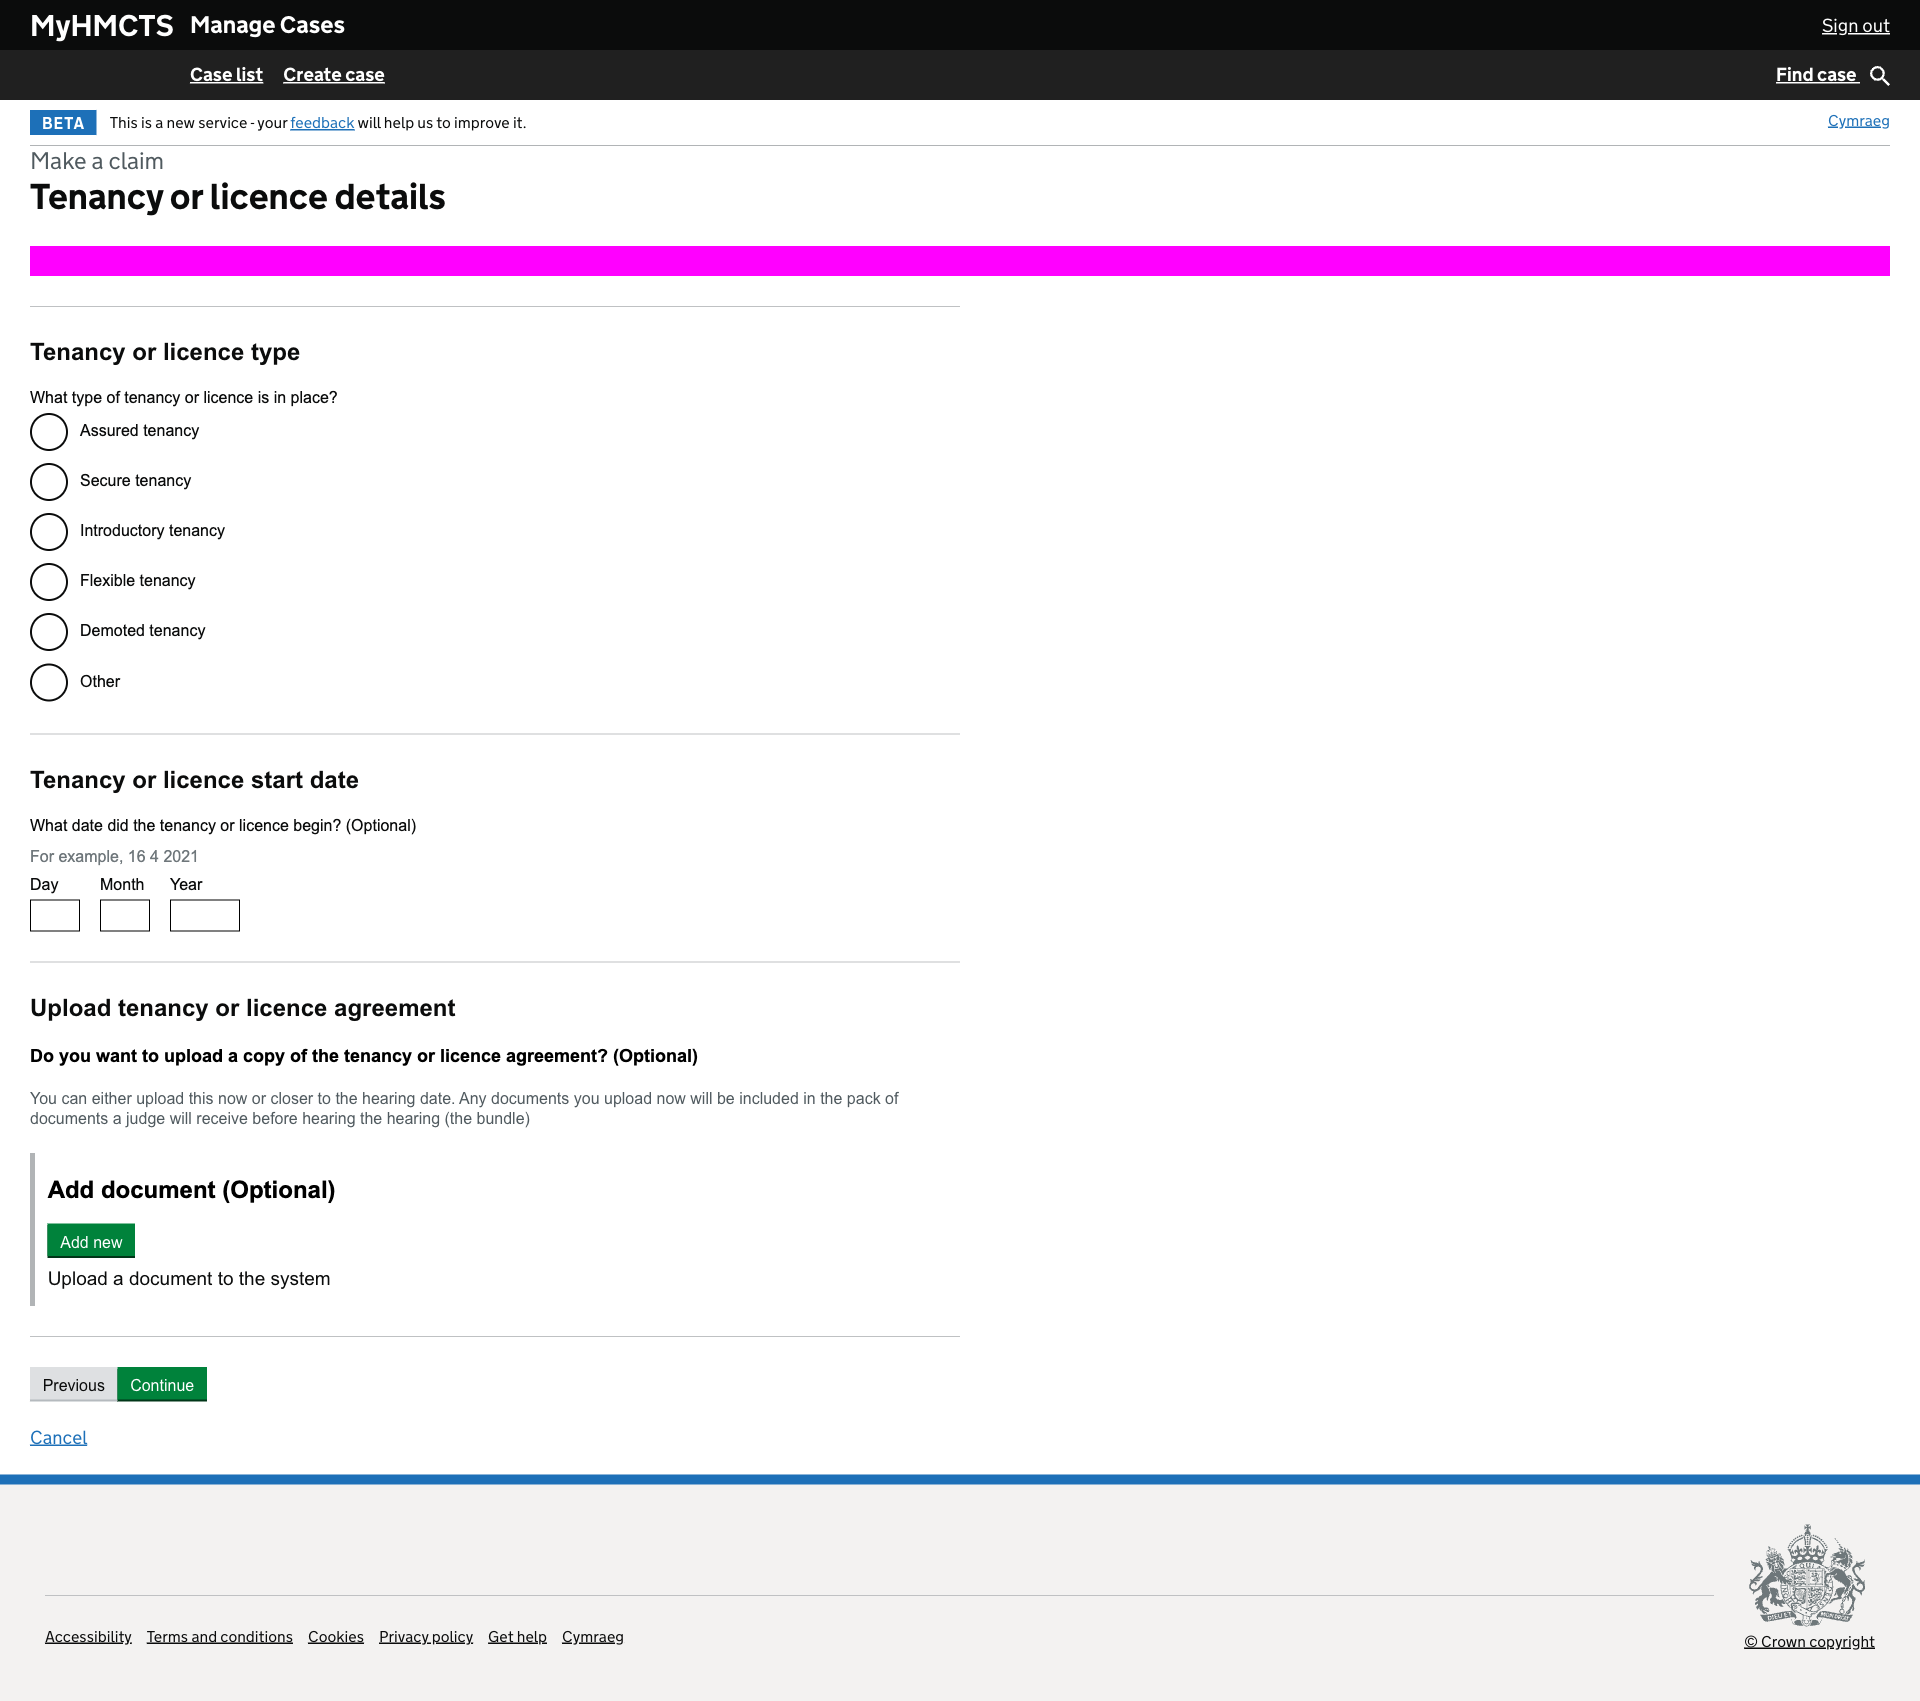 MyHMCTS Manage Cases Sign out
Case list Create case Find case
BETA This is a new service - your feedback will help us to improve it. Cymraeg
Make a claim
Tenancy or licence details
Tenancy or licence type
What type of tenancy or licence is in place?
Assured tenancy
Secure tenancy
Introductory tenancy
Flexible tenancy
Demoted tenancy
Other
Tenancy or licence start date
What date did the tenancy or licence begin? (Optional)
For example, 16 4 2021
Day Month Year
Upload tenancy or licence agreement
Do you want to upload a copy of the tenancy or licence agreement? (Optional)
You can either upload this now or closer to the hearing date. Any documents you upload now will be included in the pack of
documents a judge will receive before hearing the hearing (the bundle)
Add document (Optional)
Add new
Upload a document to the system
Previous Continue
Cancel
Accessibility Terms and conditions Cookies Privacy policy Get help Cymraeg
© Crown copyright